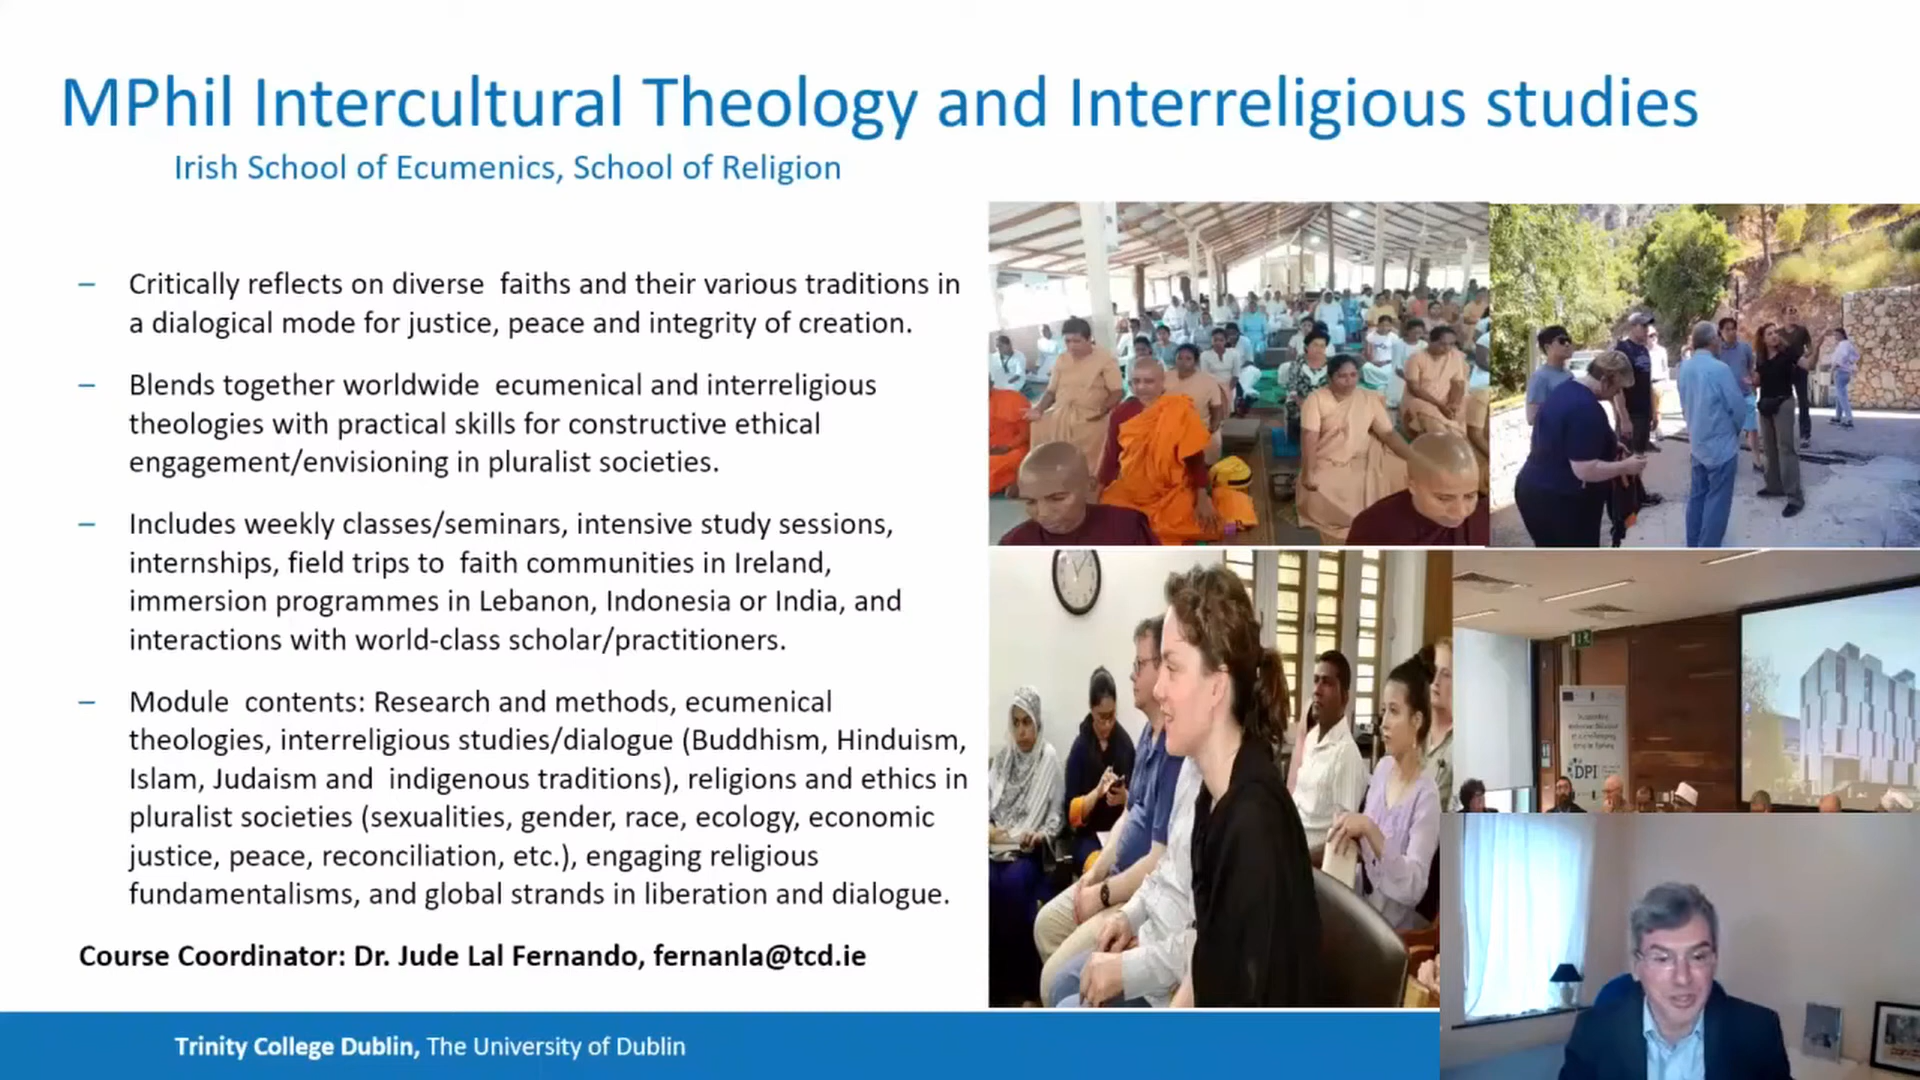 MPhil Intercultural Theology and Interreligious studies
Irish School of Ecumenics, School of Religion
– Critically reflects on diverse faiths and their various traditions in
a dialogical mode for justice, peace and integrity of creation.
– Blends together worldwide ecumenical and interreligious
theologies with practical skills for constructive ethical
engagement/envisioning in pluralist societies.
– Includes weekly classes/seminars, intensive study sessions,
internships, field trips to faith communities in Ireland,
immersion programmes in Lebanon, Indonesia or India, and
interactions with world-class scholar/practitioners.
– Module contents: Research and methods, ecumenical
theologies, interreligious studies/dialogue (Buddhism, Hinduism,
Islam, Judaism and indigenous traditions), religions and ethics in
pluralist societies (sexualities, gender, race, ecology, economic
justice, peace, reconciliation, etc.), engaging religious
fundamentalisms, and global strands in liberation and dialogue.
Course Coordinator: Dr. Jude Lal Fernando, fernanla@tcd.ie
DPI
Trinity College Dublin, The University of Dublin